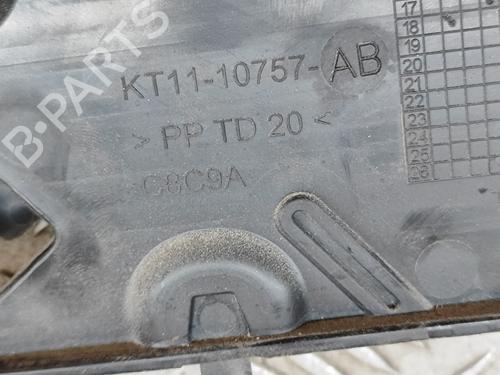 KT11-10757-AB
> PP TD 20 <
C8C9A
17
18
19
20
21
22
23
24
25
26
B-PARTS